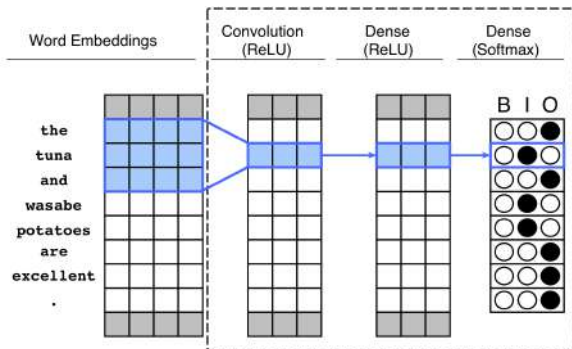 Word Embeddings
Convolution
(ReLU)
Dense
(ReLU)
Dense
(Softmax)
B I O
the
tuna
and
wasabe
potatoes
are
excellent
.